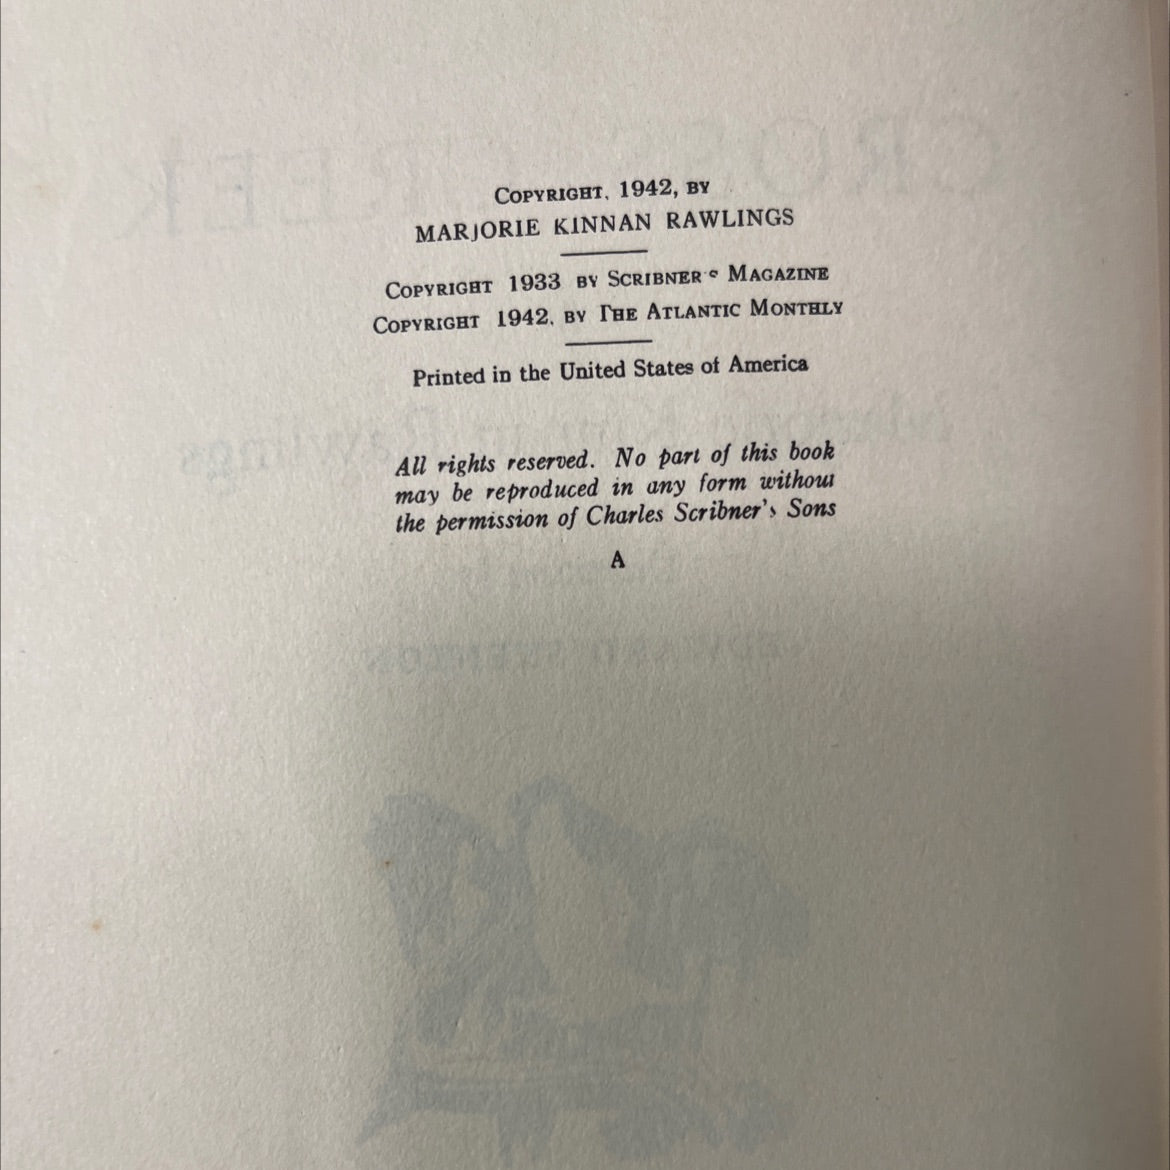 COPYRIGHT, 1942, BY
MARJORIE KINNAN RAWLINGS
COPYRIGHT 1933 BY SCRIBNER'S MAGAZINE
COPYRIGHT 1942, BY THE ATLANTIC MONTHLY
Printed in the United States of America
All rights reserved. No part of this book
may be reproduced in any form without
the permission of Charles Scribner's Sons
A